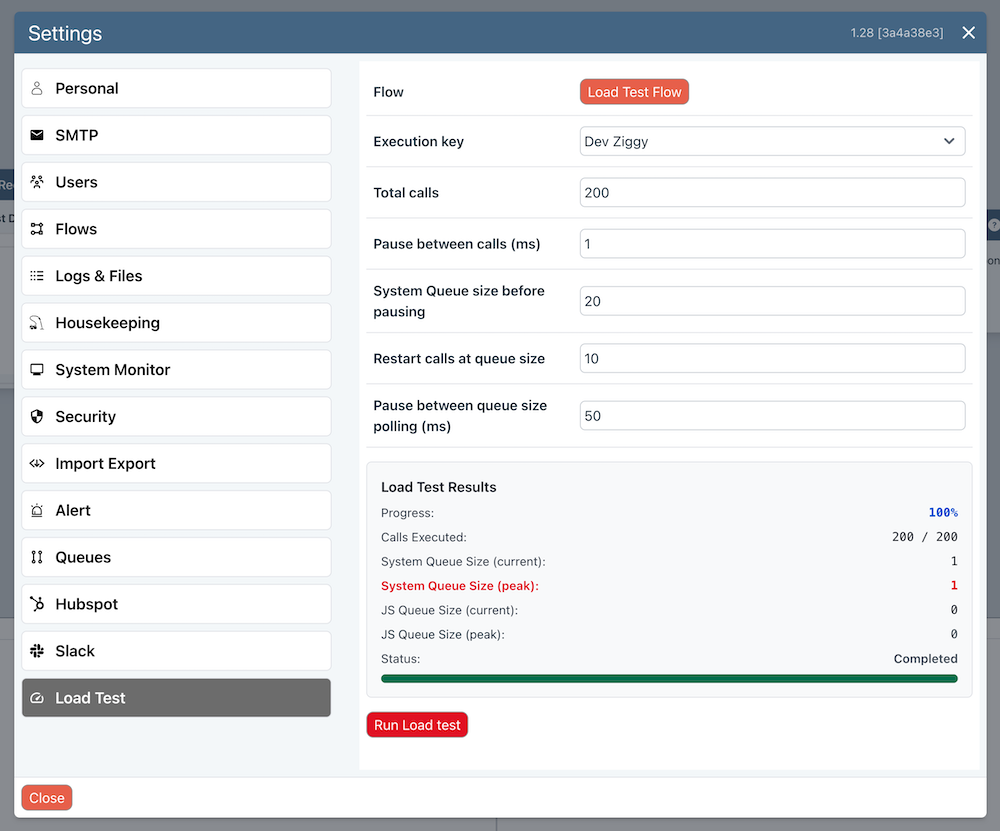 Settings
1.28 [3a4a38e3]
Personal
SMTP
Users
Flows
Logs & Files
Housekeeping
System Monitor
Security
Import Export
Alert
Queues
Hubspot
Slack
Load Test
Flow
Load Test Flow
Execution key
Dev Ziggy
Total calls
200
Pause between calls (ms)
1
System Queue size before
pausing
20
Restart calls at queue size
10
Pause between queue size
polling (ms)
50
Load Test Results
Progress: 100%
Calls Executed: 200 / 200
System Queue Size (current): 1
System Queue Size (peak): 1
JS Queue Size (current): 0
JS Queue Size (peak): 0
Status: Completed
Run Load test
Close